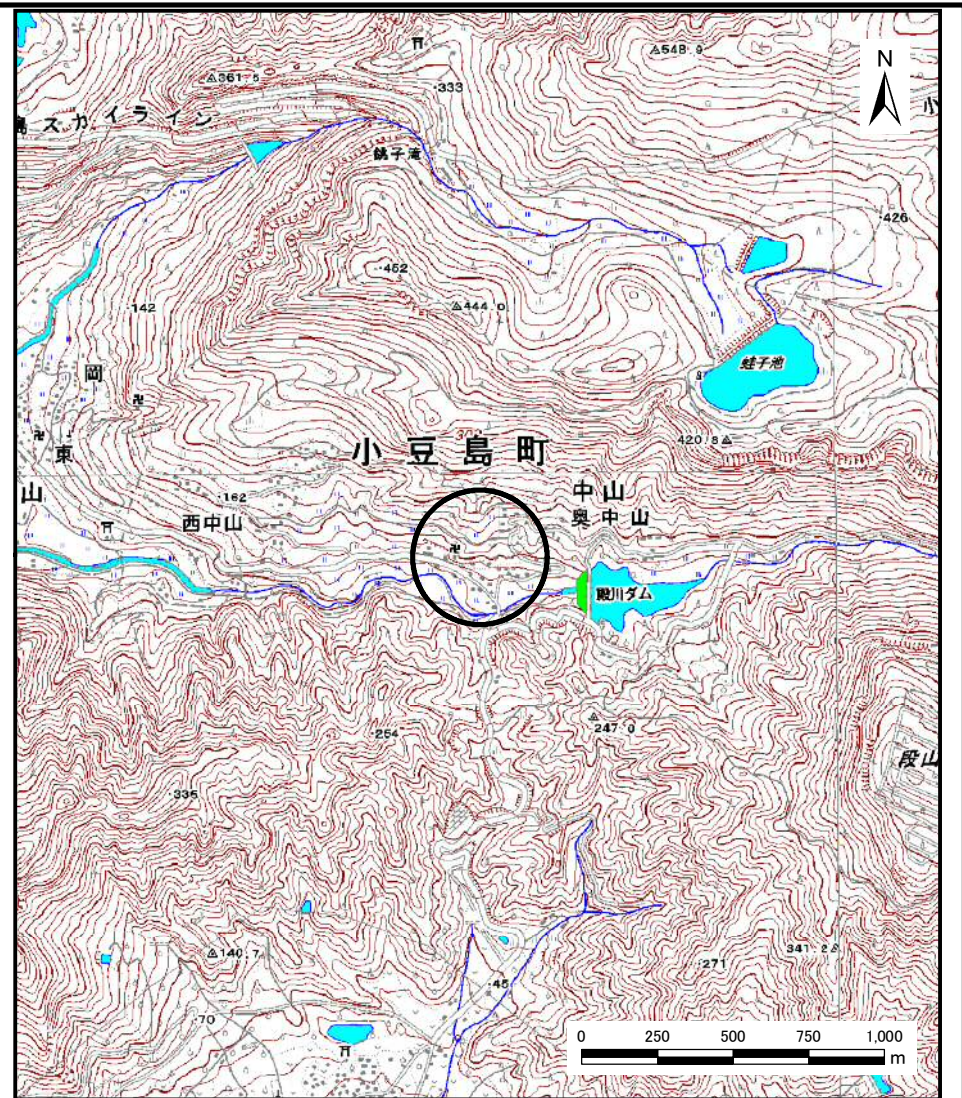 △548.9
N
△361.5
・333
島スカイライン
小
銚子滝
・426
・452
・142
△444.0
蛙子池
岡
東
小豆島町
420.8△
中山
山
・162
西中山
奥中山
殿川ダム
・254
247.0
段山
・336
△140.7
341.2△
・271
・45
・70
0 250 500 750 1,000
m